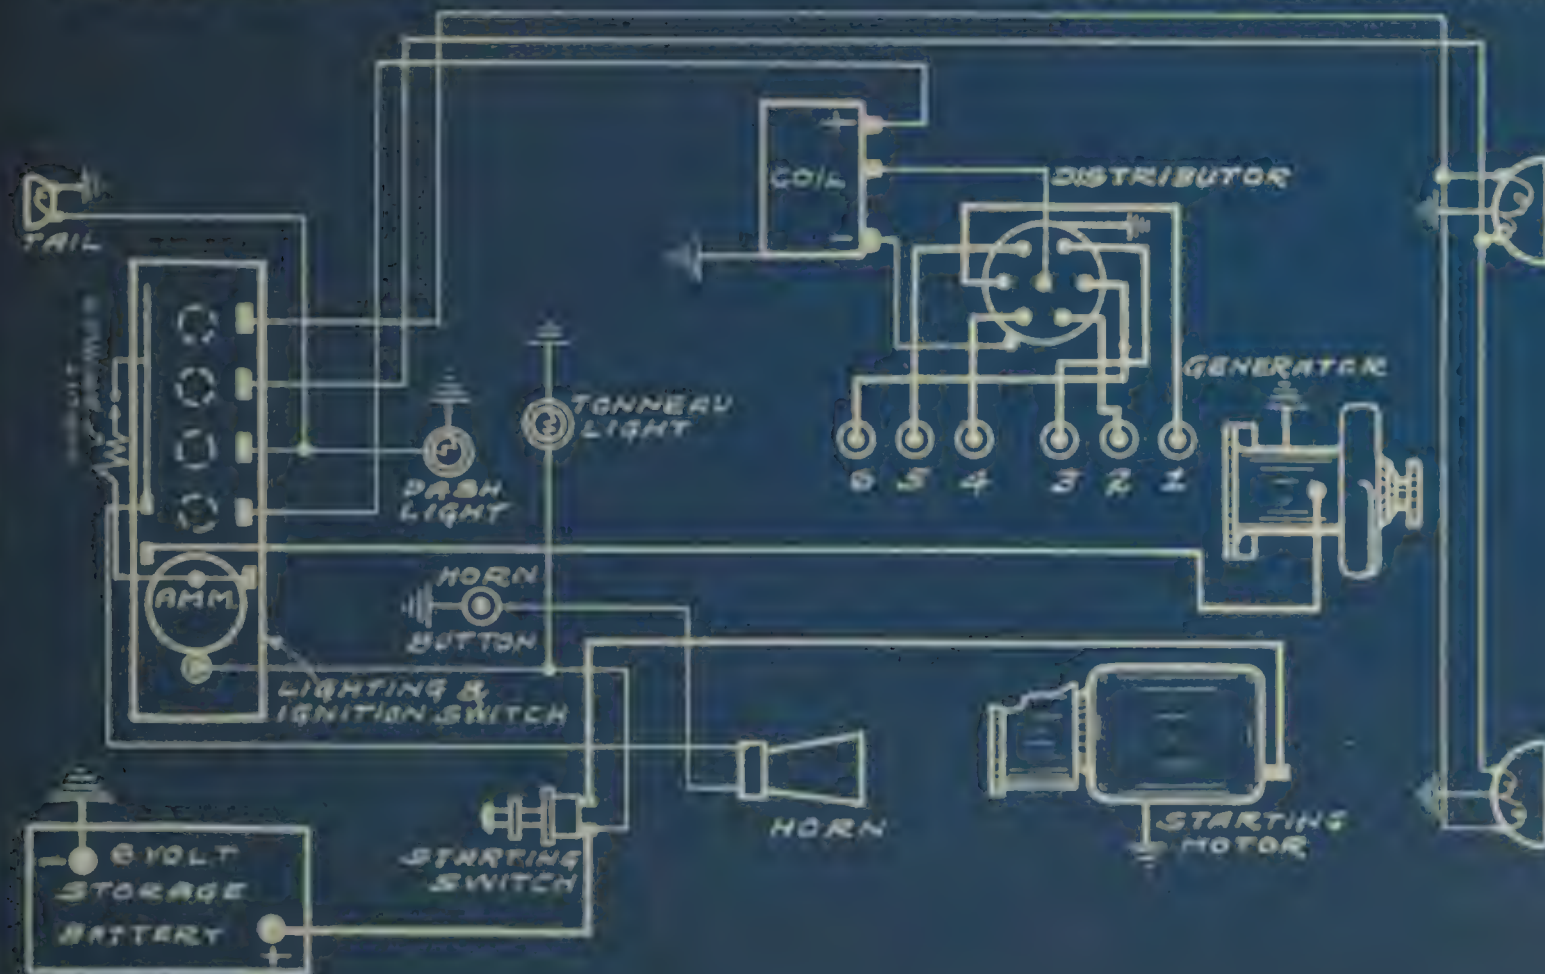 COIL
DISTRIBUTOR
TAIL
TONNEAU
LIGHT
GENERATOR
DASH
LIGHT
6 5 4 3 2 1
HORN
BUTTON
AMM.
LIGHTING &
IGNITION SWITCH
HORN
STARTING
MOTOR
STARTING
SWITCH
6 VOLT
STORAGE
BATTERY